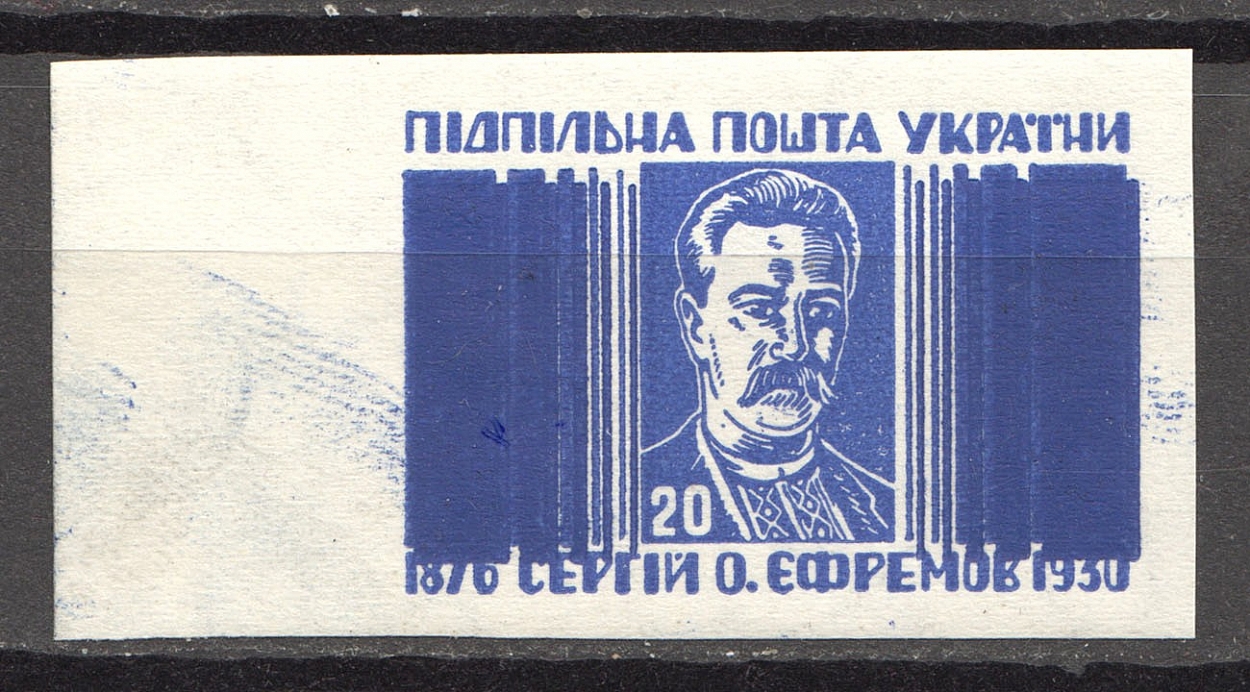 ПІДПІЛЬНА ПОШТА УКРАЇНИ
20
1876 СЕРГІЙ О. ЄФРЕМОВ 1930